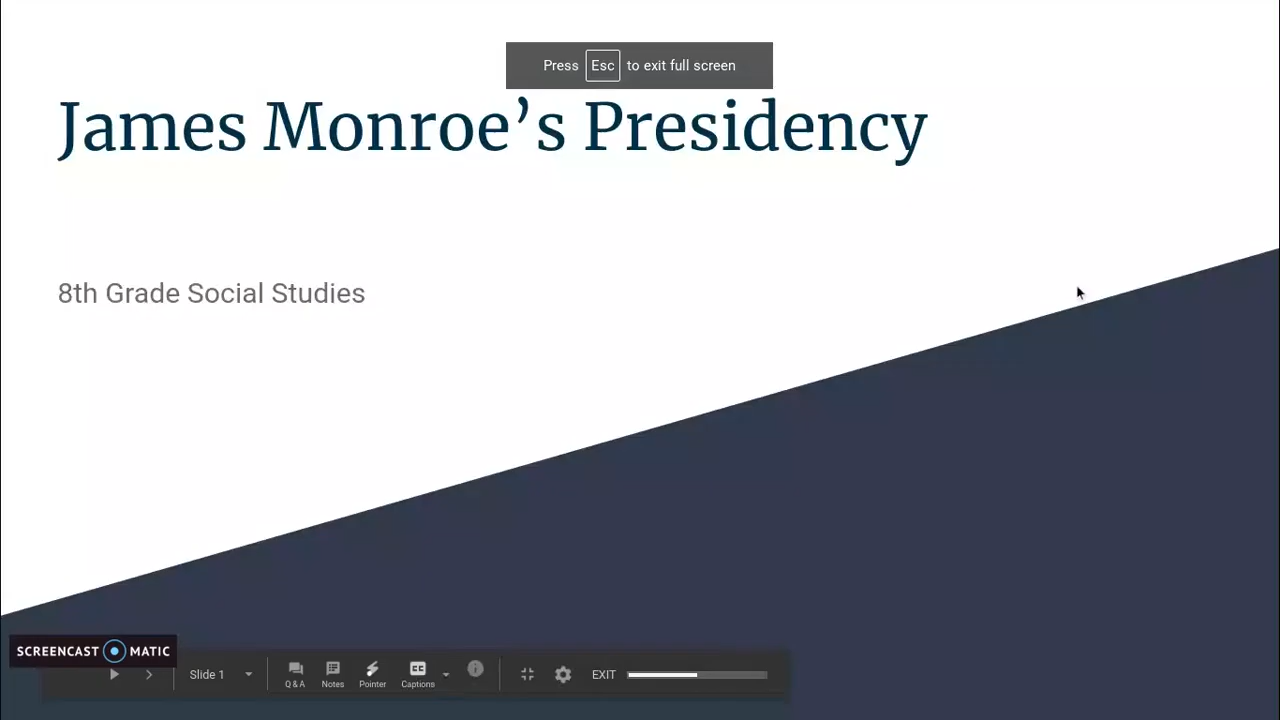 Press Esc to exit full screen
James Monroe’s Presidency
8th Grade Social Studies
SCREENCAST MATIC
Slide 1
Q & A
Notes
Pointer
CC
Captions
EXIT